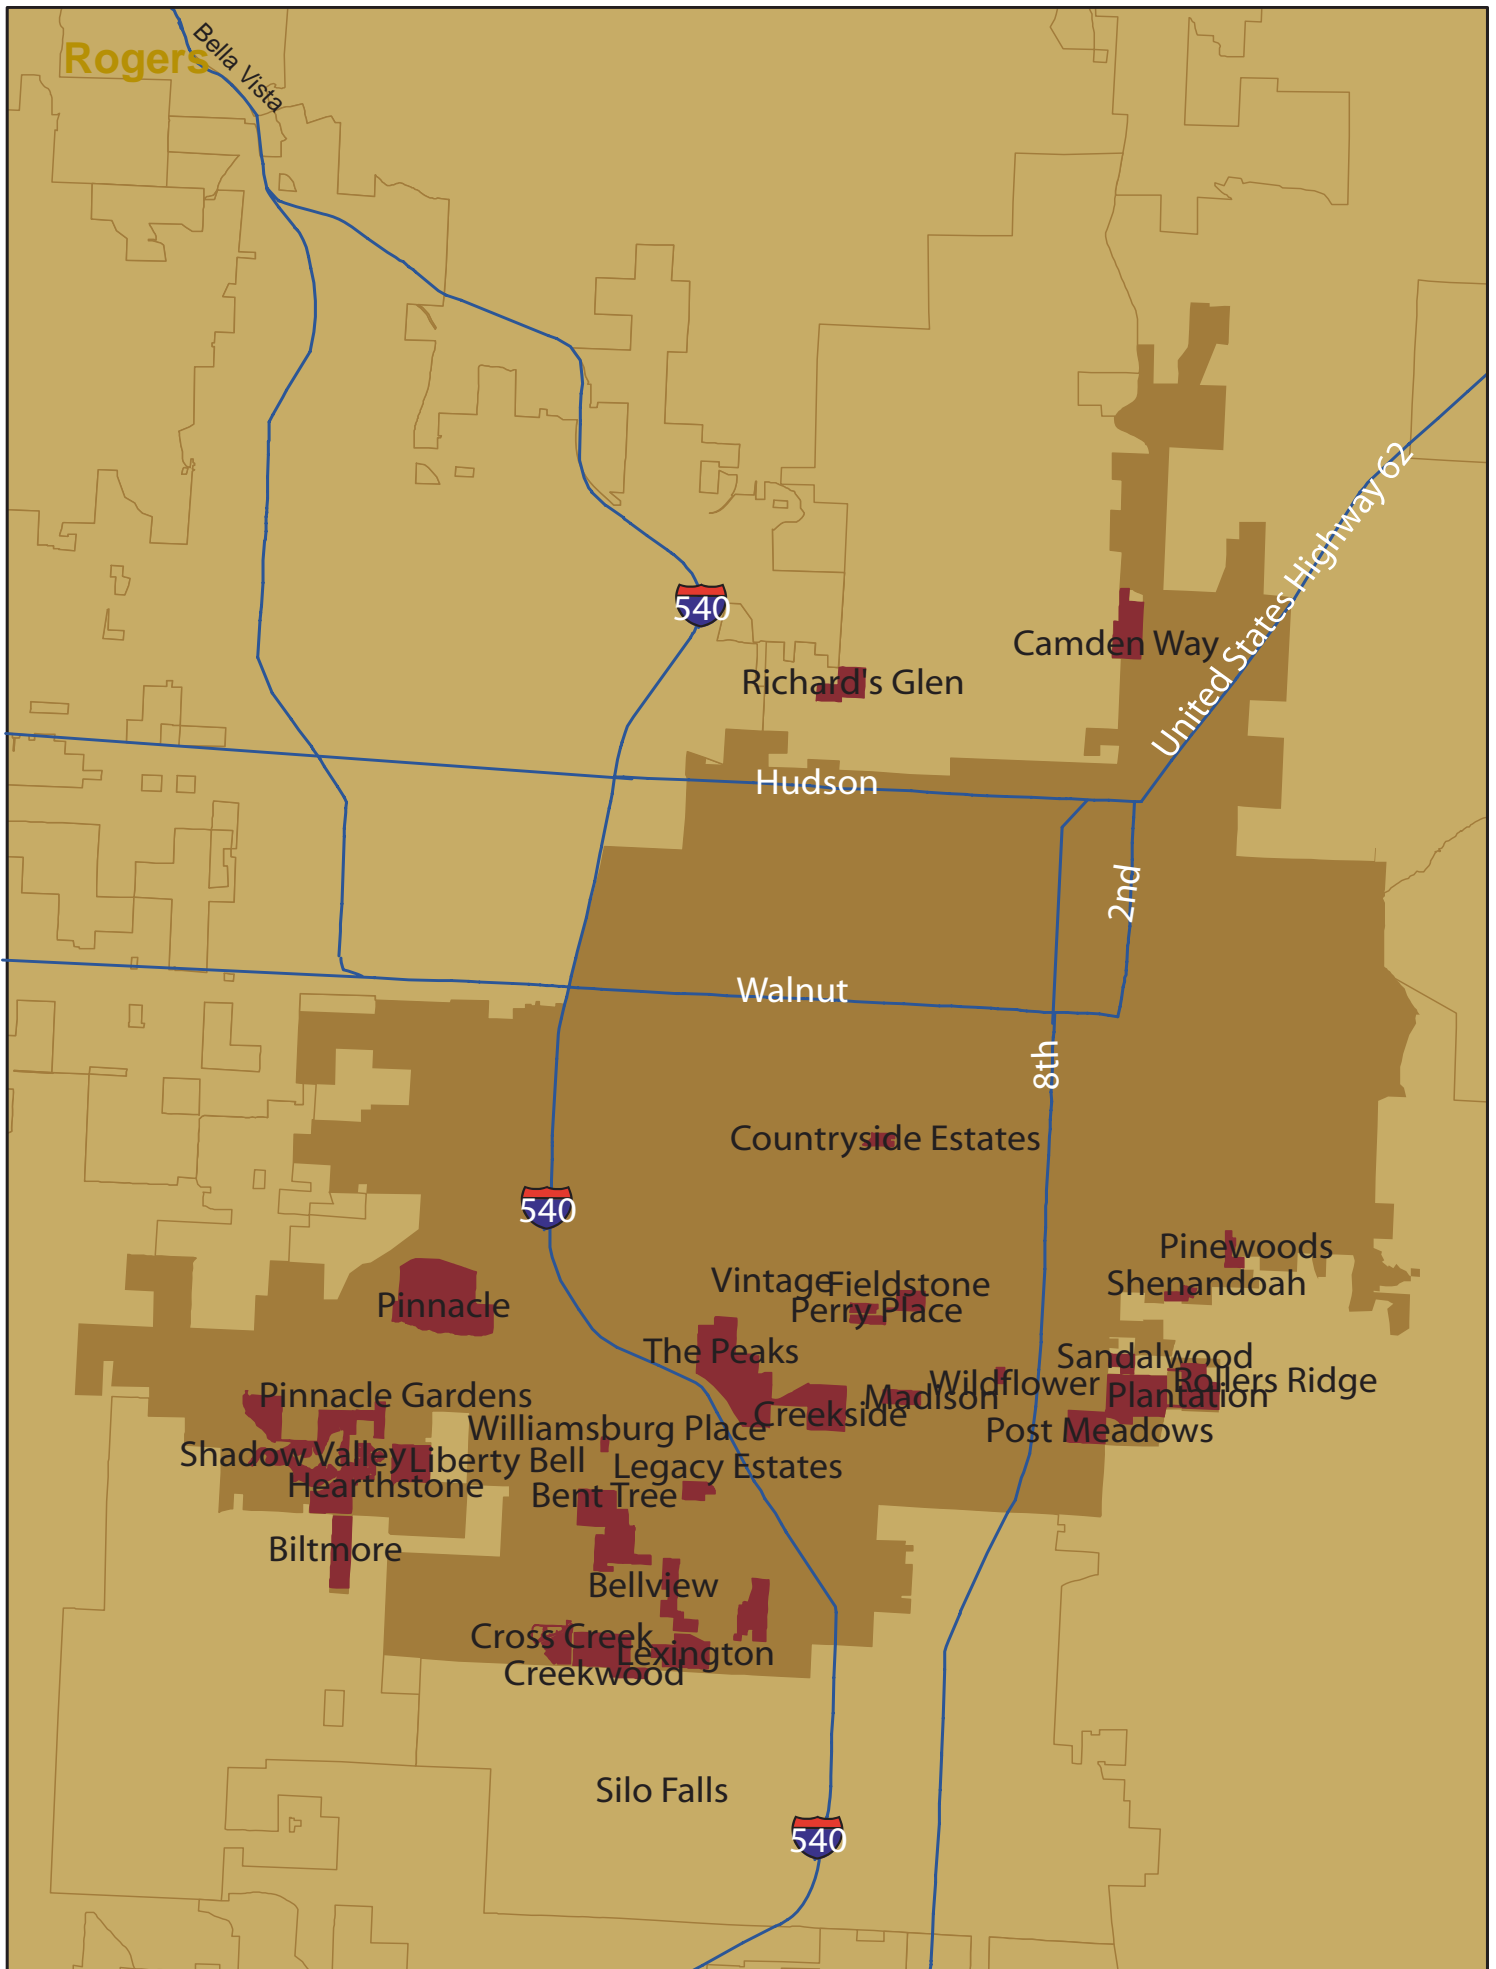 Bella Vista
Rogers
540
Camden Way
United States Highway 62
Richard's Glen
Hudson
2nd
Walnut
8th
Countryside Estates
540
Pinewoods
Vintage
Fieldstone
Shenandoah
Pinnacle
Perry Place
The Peaks
Sandalwood
Wildflower
Rollers Ridge
Pinnacle Gardens
Madison
Plantation
Creekside
Williamsburg Place
Post Meadows
Shadow Valley
Liberty Bell
Legacy Estates
Hearthstone
Bent Tree
Biltmore
Bellview
Cross Creek
Lexington
Creekwood
Silo Falls
540